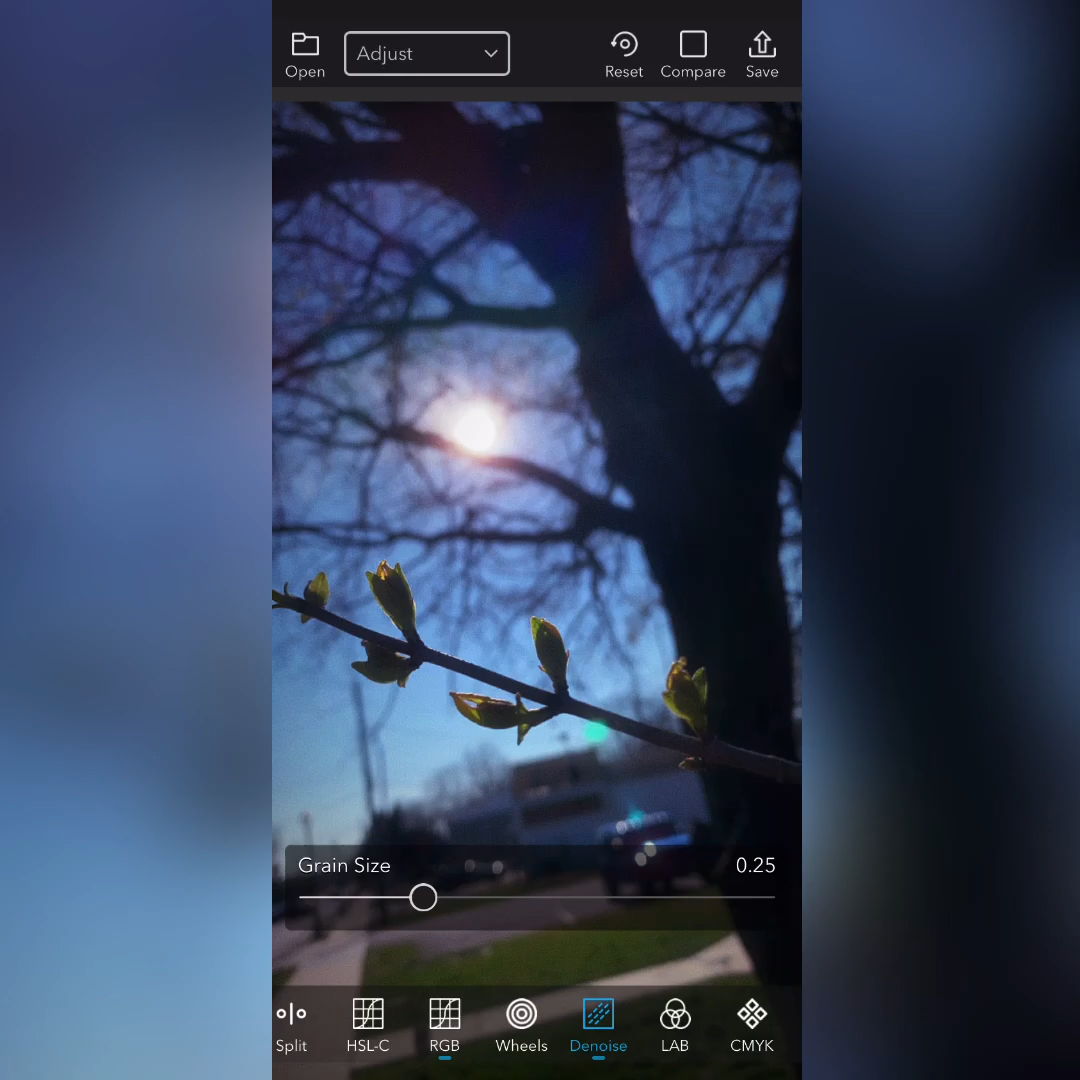 Open
Adjust
Reset
Compare
Save
Grain Size
0.25
Split
HSL-C
RGB
Wheels
Denoise
LAB
CMYK